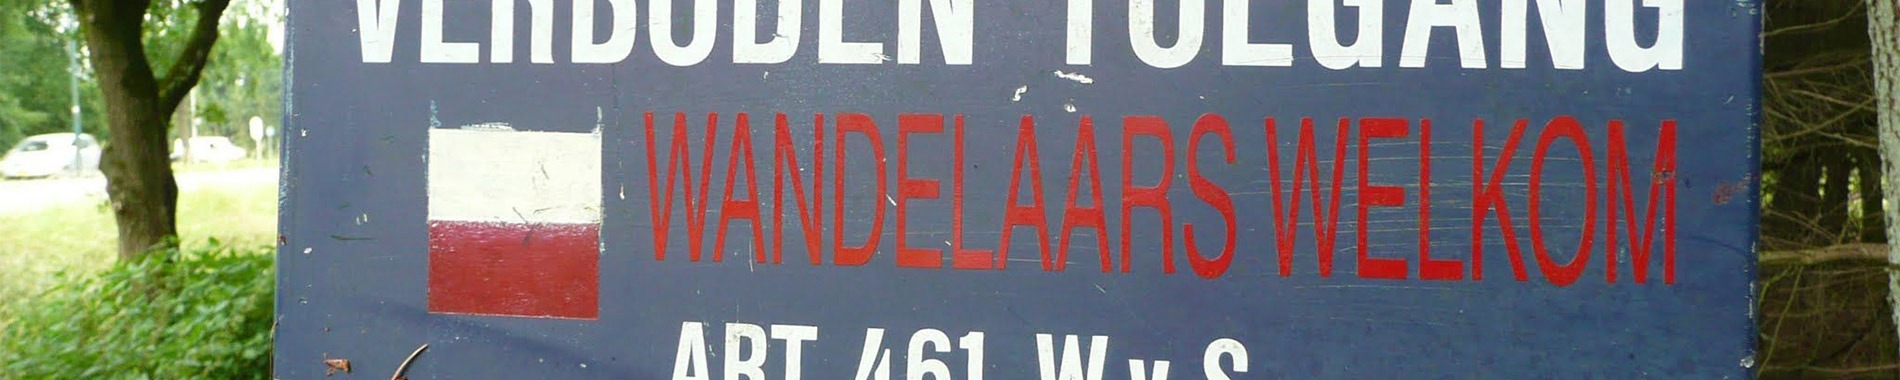 VERBODEN TOEGANG
WANDELAARS WELKOM
ART. 461 W.v.S.